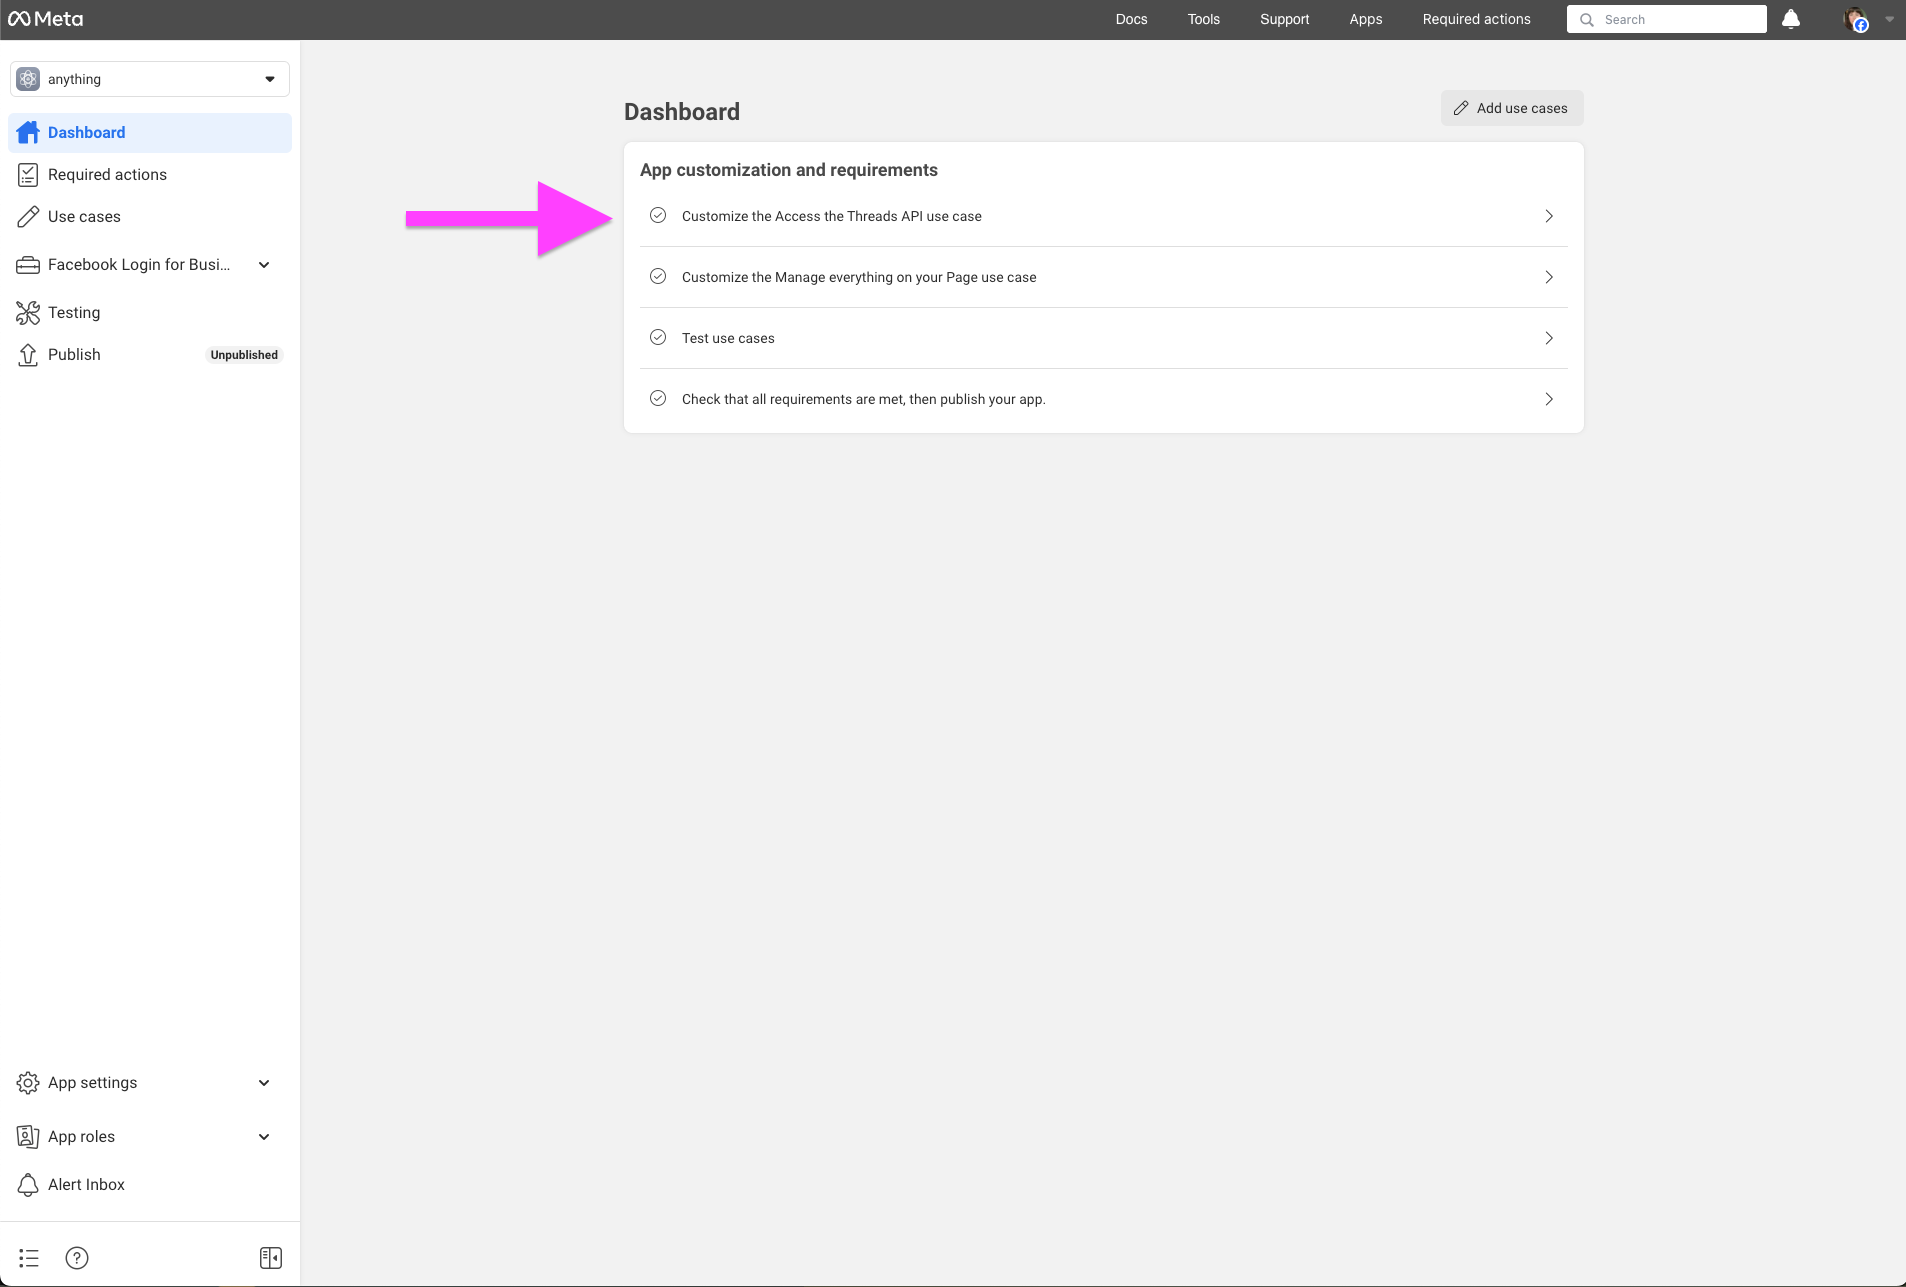 Meta
Docs Tools Support Apps Required actions Search
anything
Dashboard
Required actions
Use cases
Facebook Login for Busi...
Testing
Publish Unpublished
App settings
App roles
Alert Inbox
?
Dashboard
Add use cases
App customization and requirements
Customize the Access the Threads API use case
Customize the Manage everything on your Page use case
Test use cases
Check that all requirements are met, then publish your app.